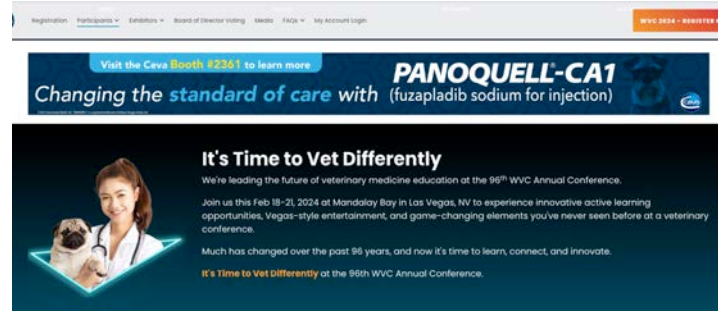 Registration Participants Exhibitors Board of Director Voting Media FAQs My Account Login
WVC 2024 - REGISTER
Visit the Ceva Booth #2361 to learn more
PANOQUELL®-CA1
Changing the standard of care with (fuzapladib sodium for injection)
It's Time to Vet Differently
We're leading the future of veterinary medicine education at the 96th WVC Annual Conference.
Join us this Feb 18-21, 2024 at Mandalay Bay in Las Vegas, NV to experience innovative active learning
opportunities, Vegas-style entertainment, and game-changing elements you've never seen before at a veterinary
conference.
Much has changed over the past 96 years, and now it's time to learn, connect, and innovate.
It's Time to Vet Differently at the 96th WVC Annual Conference.